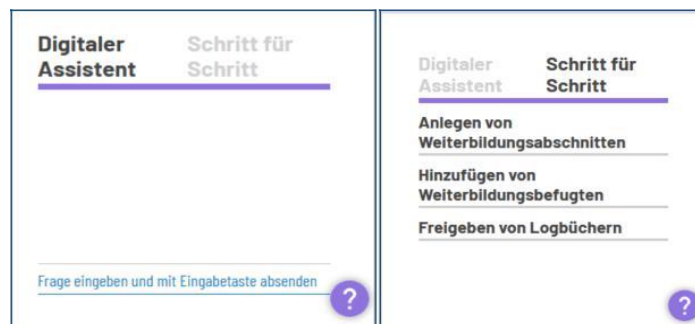 Digitaler
Assistent
Schritt für
Schritt
Frage eingeben und mit Eingabetaste absenden
?
Digitaler
Assistent
Schritt für
Schritt
Anlegen von
Weiterbildungsabschnitten
Hinzufügen von
Weiterbildungsbefugten
Freigeben von Logbüchern
?